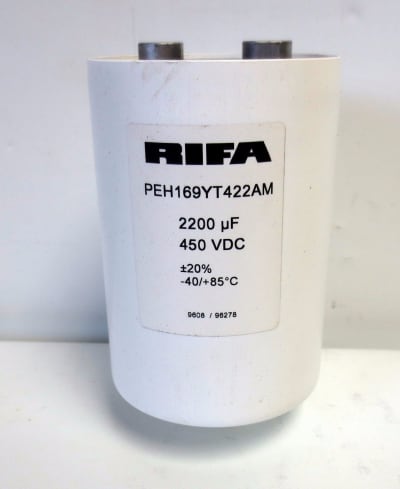 RIFA
PEH169YT422AM
2200 µF
450 VDC
±20%
-40/+85°C
9608 / 96278